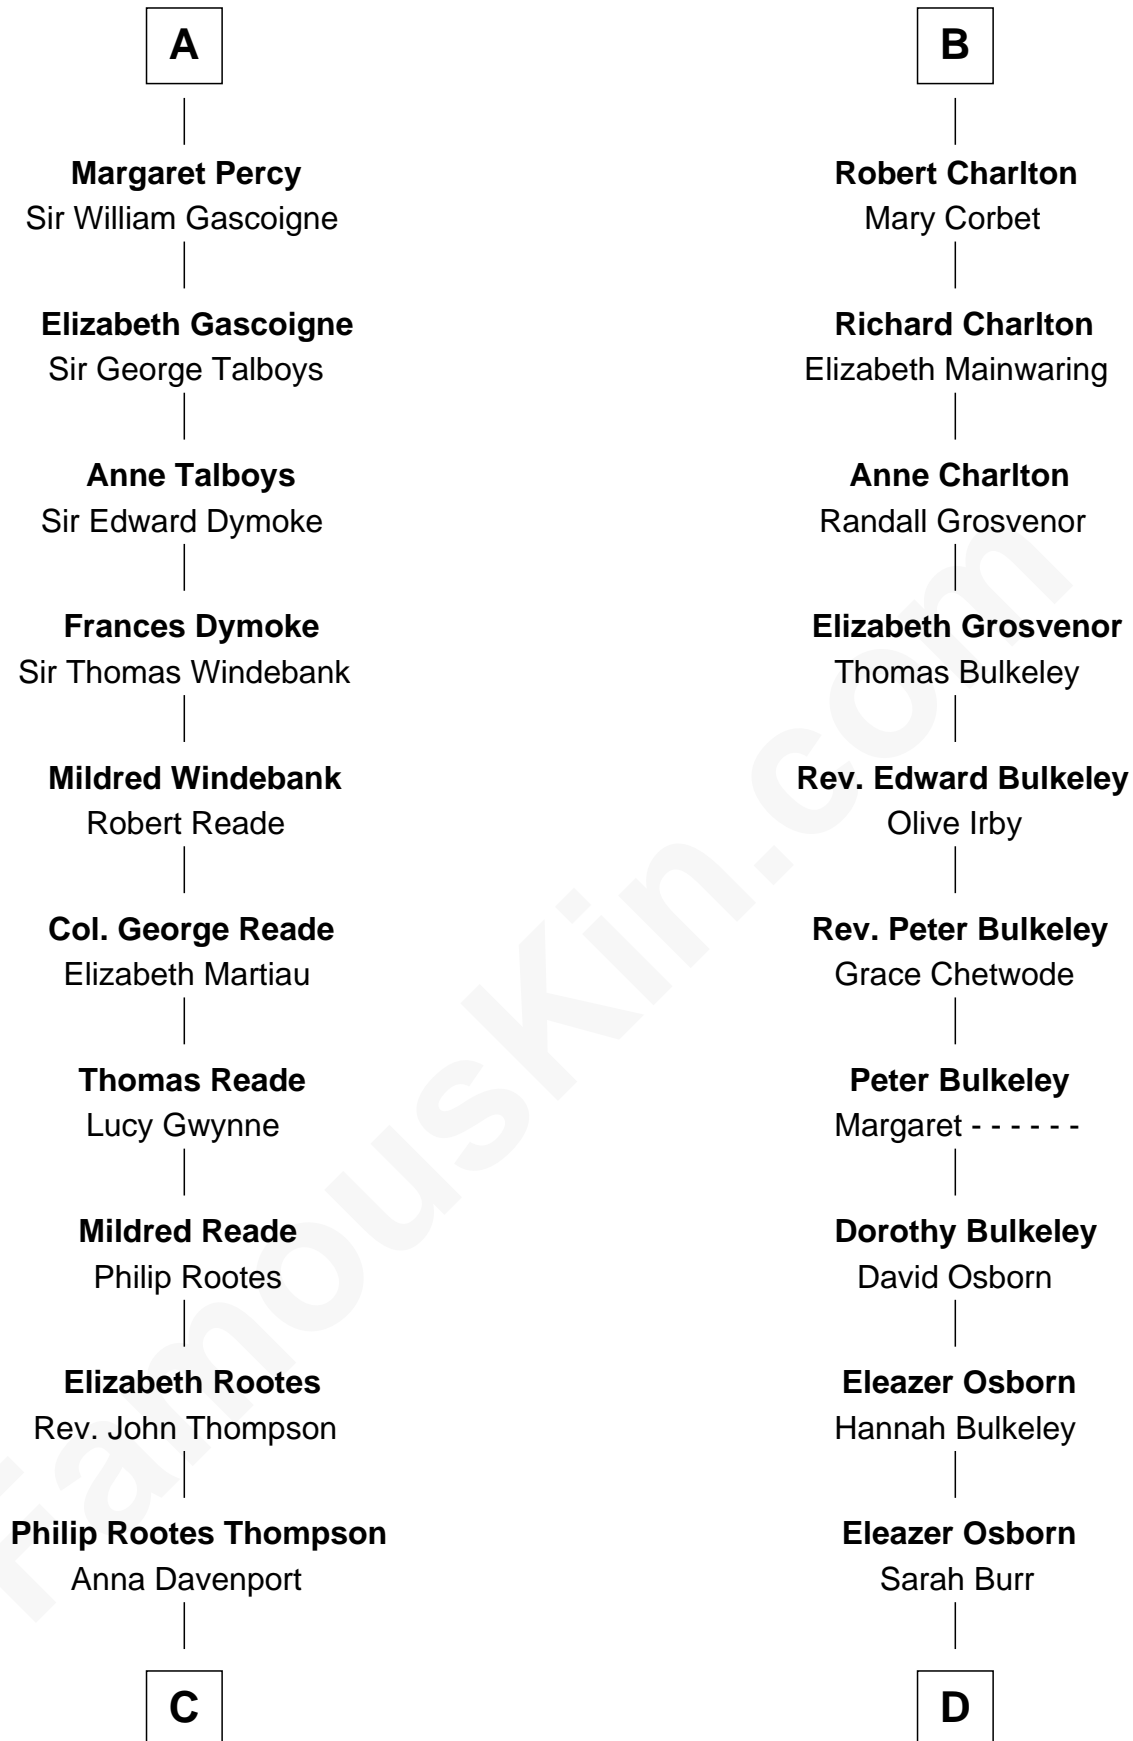 A
Margaret Percy
Sir William Gascoigne
Elizabeth Gascoigne
Sir George Talboys
Anne Talboys
Sir Edward Dymoke
Frances Dymoke
Sir Thomas Windebank
Mildred Windebank
Robert Reade
Col. George Reade
Elizabeth Martiau
Thomas Reade
Lucy Gwynne
Mildred Reade
Philip Rootes
Elizabeth Rootes
Rev. John Thompson
Philip Rootes Thompson
Anna Davenport
C
B
Robert Charlton
Mary Corbet
Richard Charlton
Elizabeth Mainwaring
Anne Charlton
Randall Grosvenor
Elizabeth Grosvenor
Thomas Bulkeley
Rev. Edward Bulkeley
Olive Irby
Rev. Peter Bulkeley
Grace Chetwode
Peter Bulkeley
Margaret - - - - - -
Dorothy Bulkeley
David Osborn
Eleazer Osborn
Hannah Bulkeley
Eleazer Osborn
Sarah Burr
D
FamousKin.com